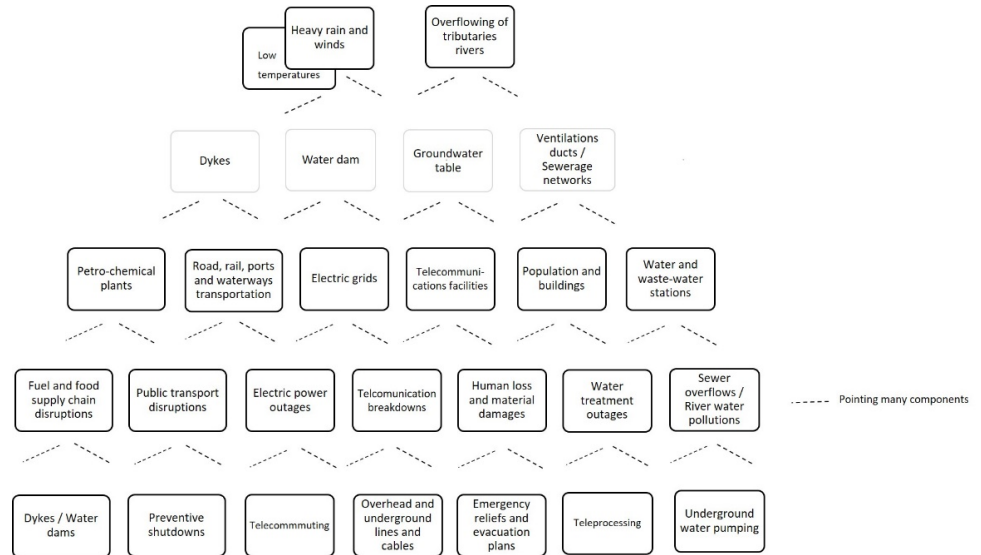 Heavy rain and
winds
Low
temperatures
Overflowing of
tributaries
rivers
Dykes
Water dam
Groundwater
table
Ventilations
ducts /
Sewerage
networks
Petro-chemical
plants
Road, rail, ports
and waterways
transportation
Electric grids
Telecommuni-
cations facilities
Population and
buildings
Water and
waste-water
stations
Fuel and food
supply chain
disruptions
Public transport
disruptions
Electric power
outages
Telcomunication
breakdowns
Human loss
and material
damages
Water
treatment
outages
Sewer
overflows /
River water
pollutions
Pointing many components
Dykes / Water
dams
Preventive
shutdowns
Telecommmuting
Overhead and
underground
lines and
cables
Emergency
reliefs and
evacuation
plans
Teleprocessing
Underground
water pumping